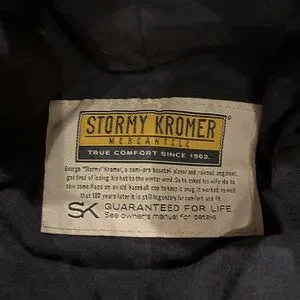 STORMY KROMER®
MERCANTILE
TRUE COMFORT SINCE 1903.
George "Stormy" Kromer, a semi-pro baseball player and railroad engineer,
got tired of losing his hat to the winter wind. So he asked his wife Ida to
sew some flaps on an old baseball cap to keep it snug. It worked so well
that 100 years later it is still legendary for comfort and fit.
SK GUARANTEED FOR LIFE
See owner's manual for details